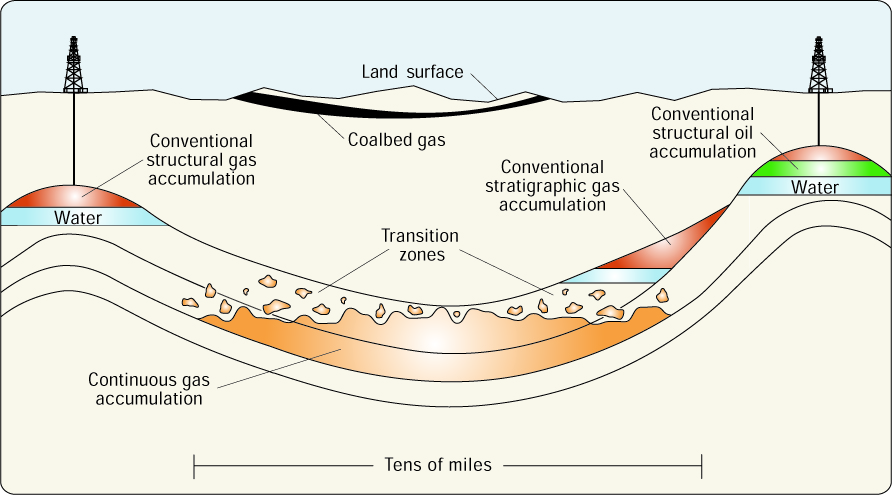 Land surface
Coalbed gas
Conventional
structural gas
accumulation
Conventional
structural oil
accumulation
Conventional
stratigraphic gas
accumulation
Water
Water
Transition
zones
Continuous gas
accumulation
Tens of miles